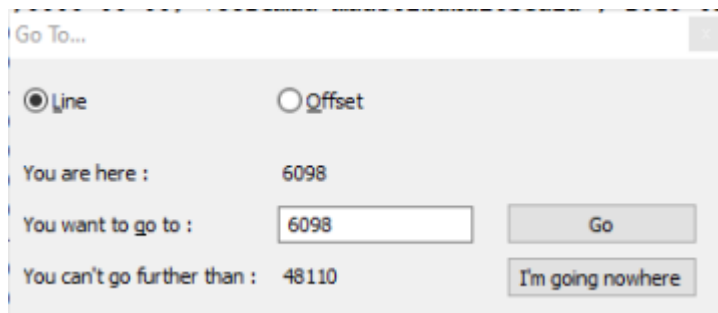 Go To...
Line Offset
You are here : 6098
You want to go to : 6098 Go
You can't go further than : 48110 I'm going nowhere